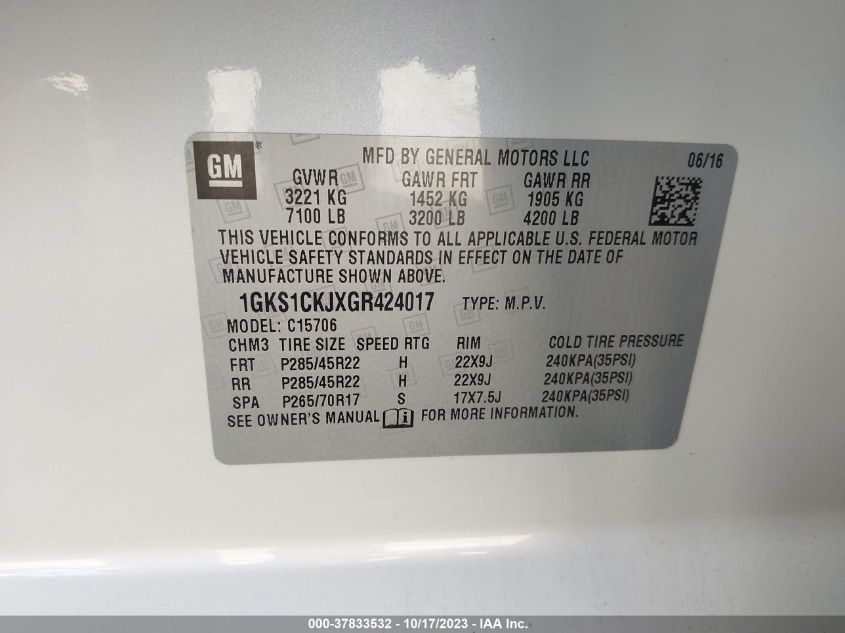 GM ®
MFD BY GENERAL MOTORS LLC 06/16
GVWR GAWR FRT GAWR RR
3221 KG 1452 KG 1905 KG
7100 LB 3200 LB 4200 LB
THIS VEHICLE CONFORMS TO ALL APPLICABLE U.S. FEDERAL MOTOR
VEHICLE SAFETY STANDARDS IN EFFECT ON THE DATE OF
MANUFACTURE SHOWN ABOVE.
1GKS1CKJXGR424017 TYPE: M.P.V.
MODEL: C15706
CHM3 TIRE SIZE SPEED RTG RIM COLD TIRE PRESSURE
FRT P285/45R22 H 22X9J 240KPA(35PSI)
RR P285/45R22 H 22X9J 240KPA(35PSI)
SPA P265/70R17 S 17X7.5J 240KPA(35PSI)
SEE OWNER'S MANUAL i FOR MORE INFORMATION.
000-37833532 - 10/17/2023 - IAA Inc.